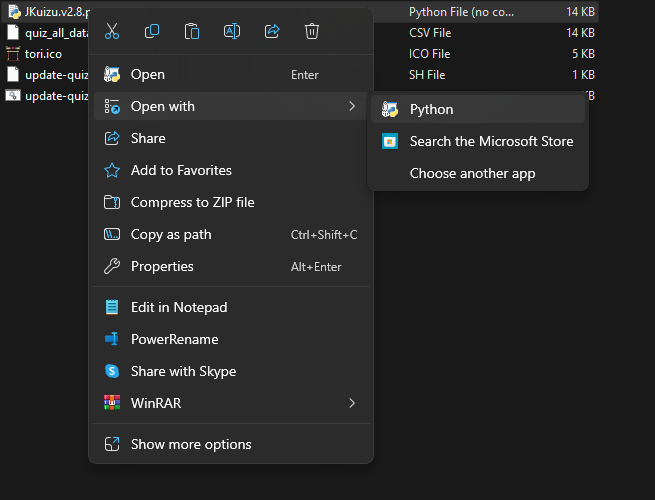 JKuizu.v2.8.p Python File (no co... 14 KB
quiz_all_data CSV File 14 KB
tori.ico ICO File 5 KB
update-quiz SH File 1 KB
update-quiz KB
Open Enter
Open with
Python
Share
Search the Microsoft Store
Add to Favorites
Choose another app
Compress to ZIP file
Copy as path Ctrl+Shift+C
Properties Alt+Enter
Edit in Notepad
PowerRename
Share with Skype
WinRAR
Show more options